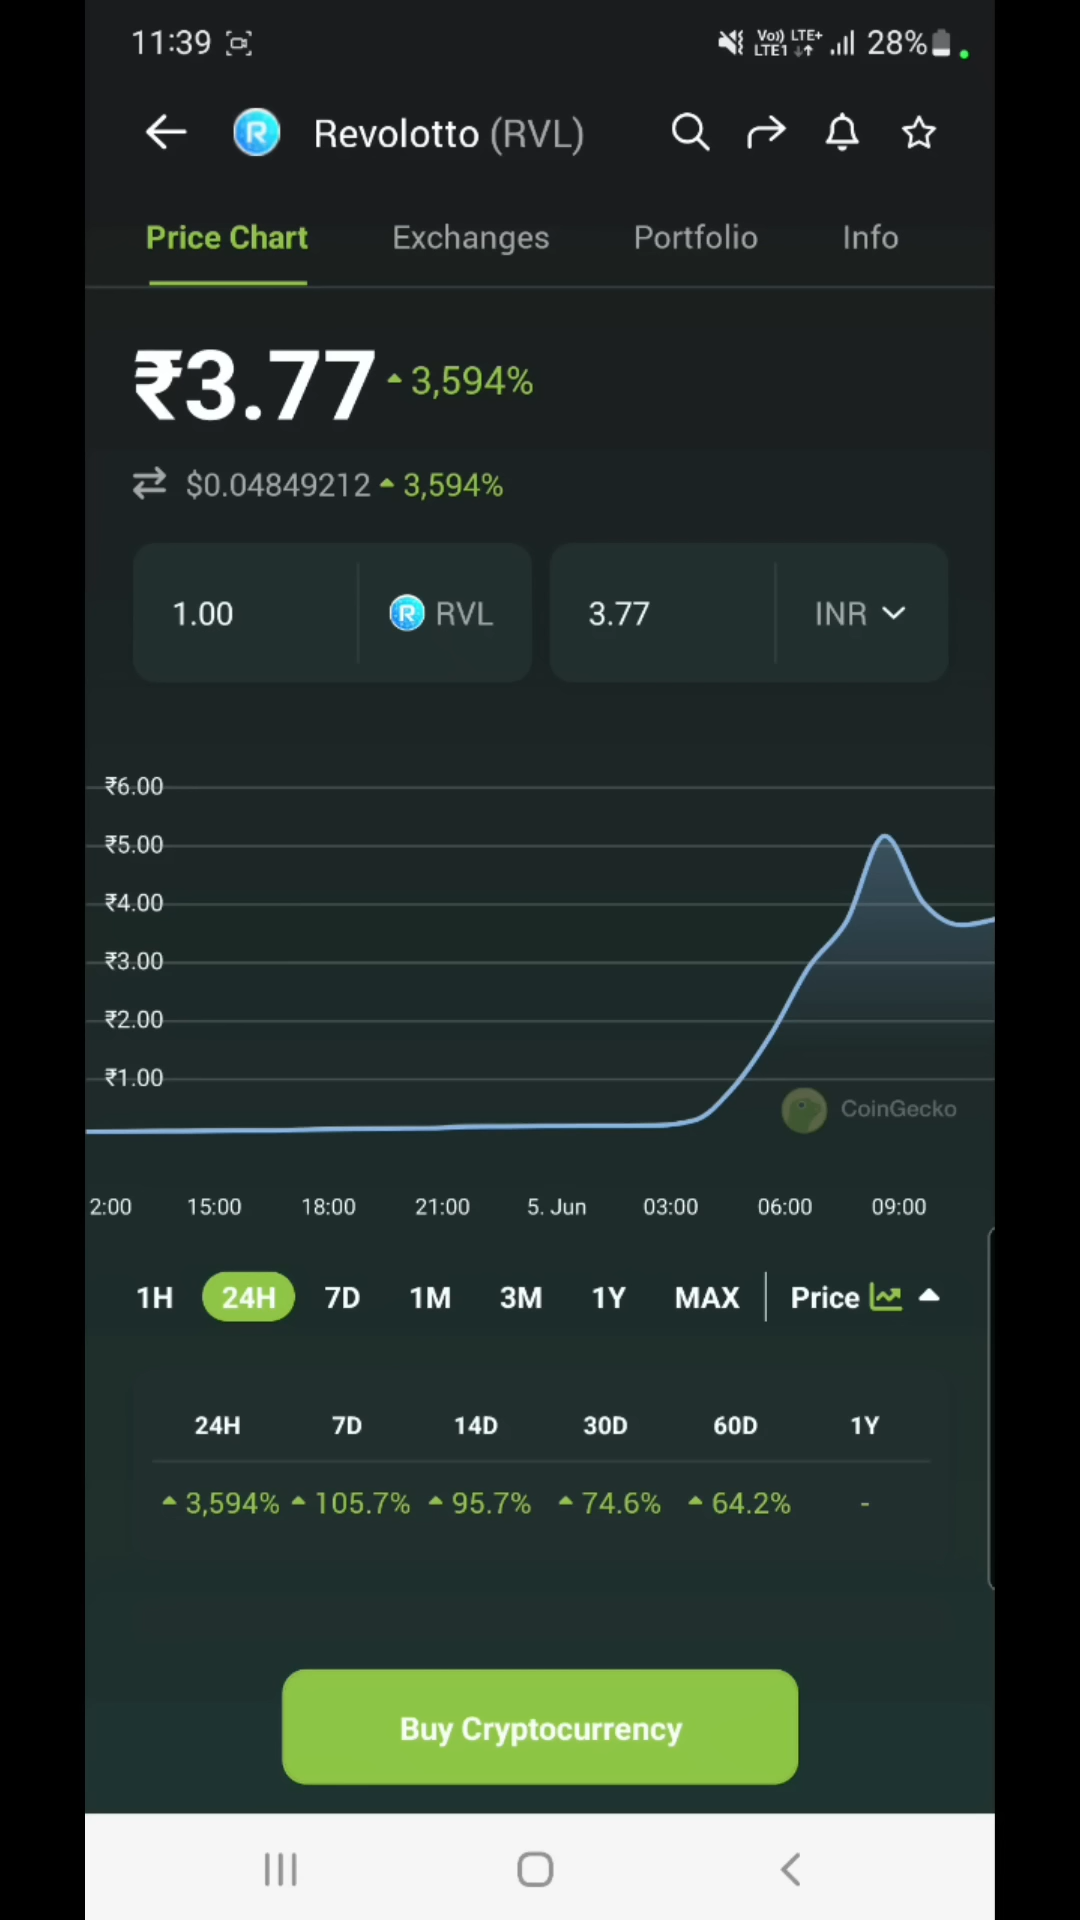 11:39 Vo)) LTE+ LTE1 28%
Revolotto (RVL)
Price Chart Exchanges Portfolio Info
₹3.77 3,594%
$0.04849212 3,594%
1.00 RVL 3.77 INR
₹6.00
₹5.00
₹4.00
₹3.00
₹2.00
₹1.00
CoinGecko
2:00 15:00 18:00 21:00 5. Jun 03:00 06:00 09:00
1H 24H 7D 1M 3M 1Y MAX Price
24H 7D 14D 30D 60D 1Y
3,594% 105.7% 95.7% 74.6% 64.2% -
Buy Cryptocurrency